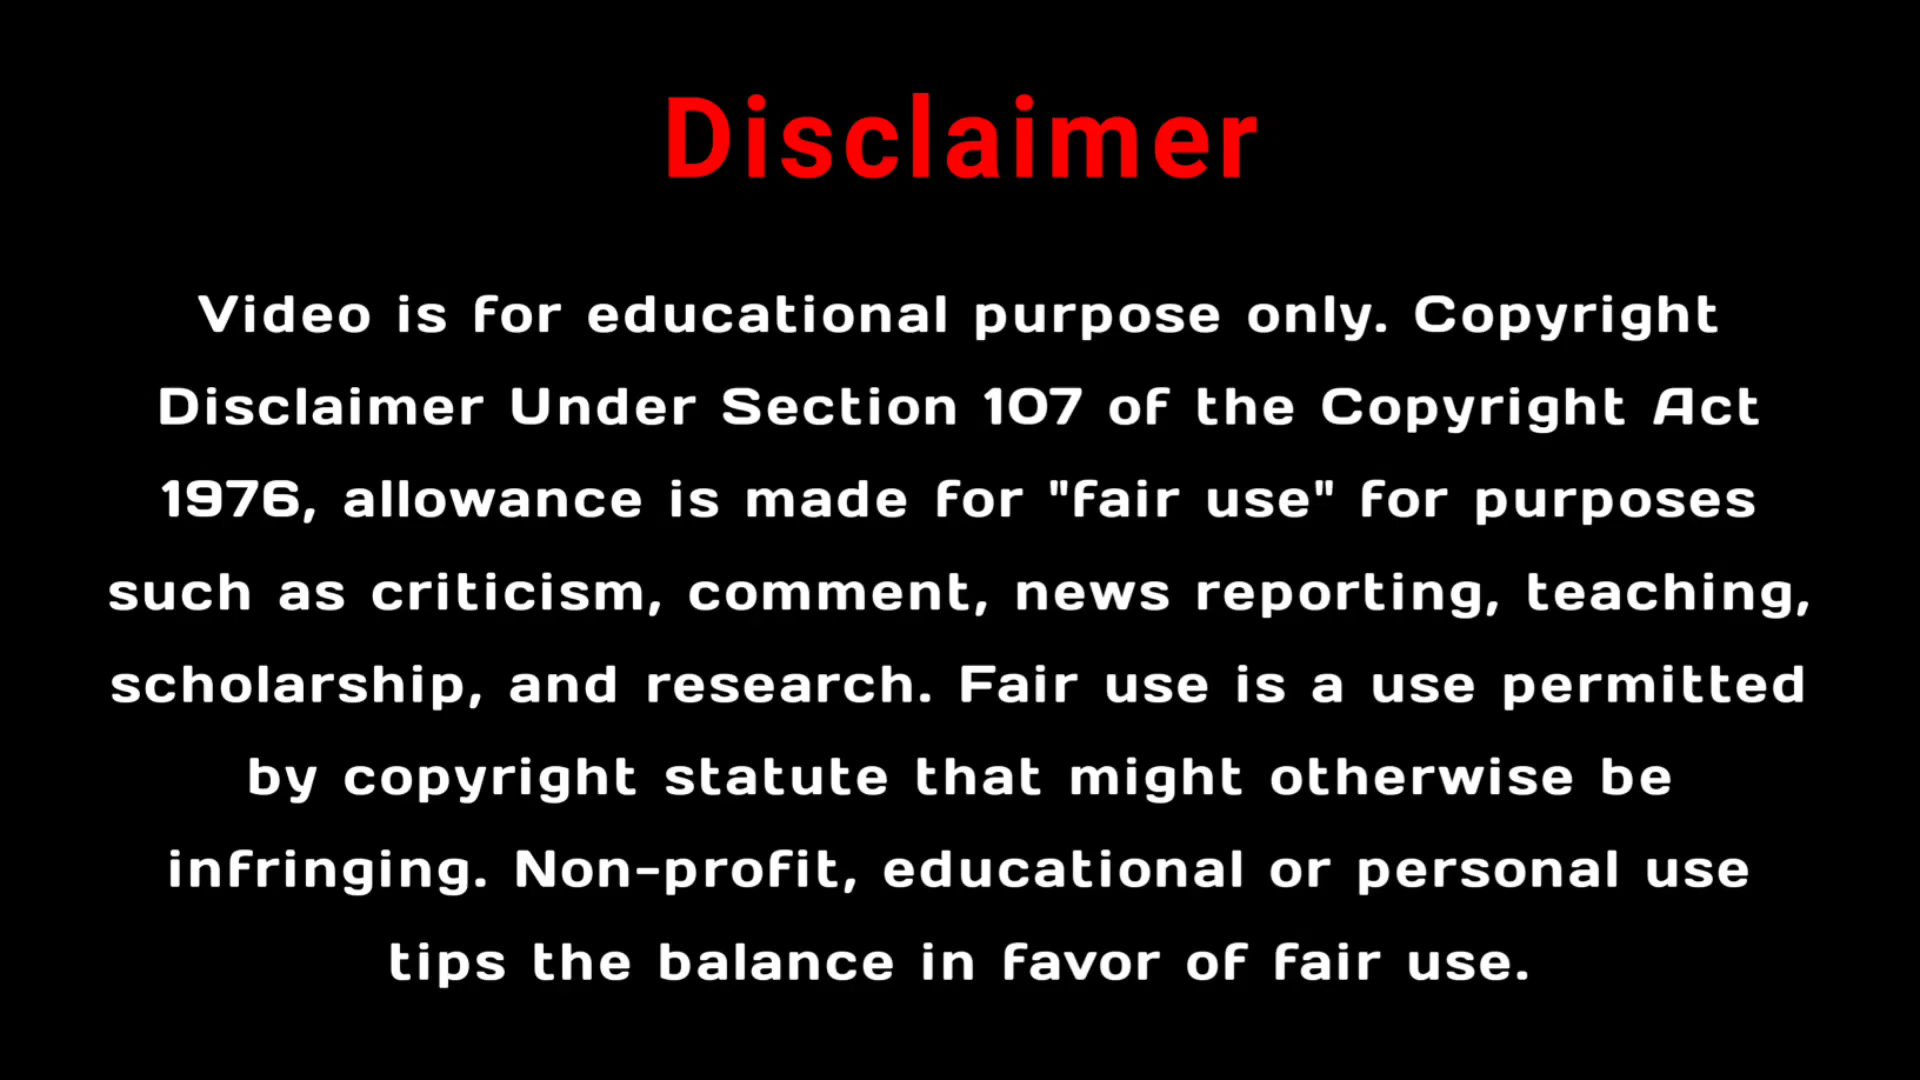 Disclaimer
Video is for educational purpose only. Copyright
Disclaimer Under Section 107 of the Copyright Act
1976, allowance is made for "fair use" for purposes
such as criticism, comment, news reporting, teaching,
scholarship, and research. Fair use is a use permitted
by copyright statute that might otherwise be
infringing. Non-profit, educational or personal use
tips the balance in favor of fair use.